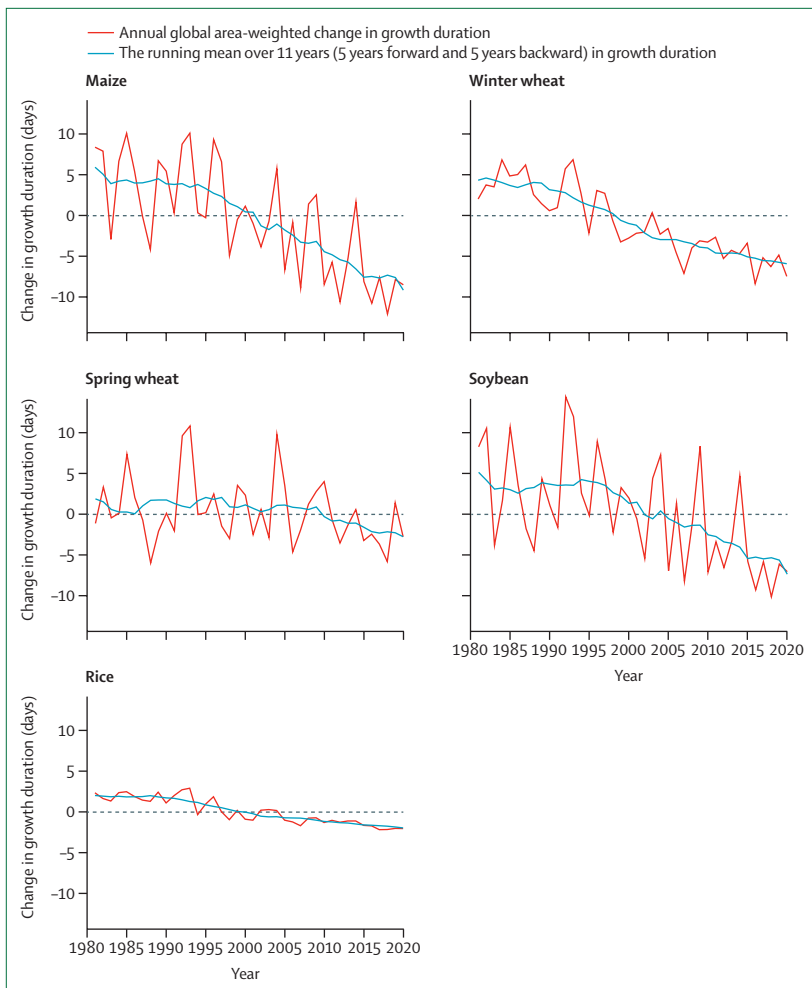 Annual global area-weighted change in growth duration
The running mean over 11 years (5 years forward and 5 years backward) in growth duration
Maize
Winter wheat
Change in growth duration (days)
10
5
0
–5
–10
Spring wheat
Soybean
Change in growth duration (days)
10
5
0
–5
–10
1980 1985 1990 1995 2000 2005 2010 2015 2020
Year
Rice
Change in growth duration (days)
10
5
0
–5
–10
1980 1985 1990 1995 2000 2005 2010 2015 2020
Year